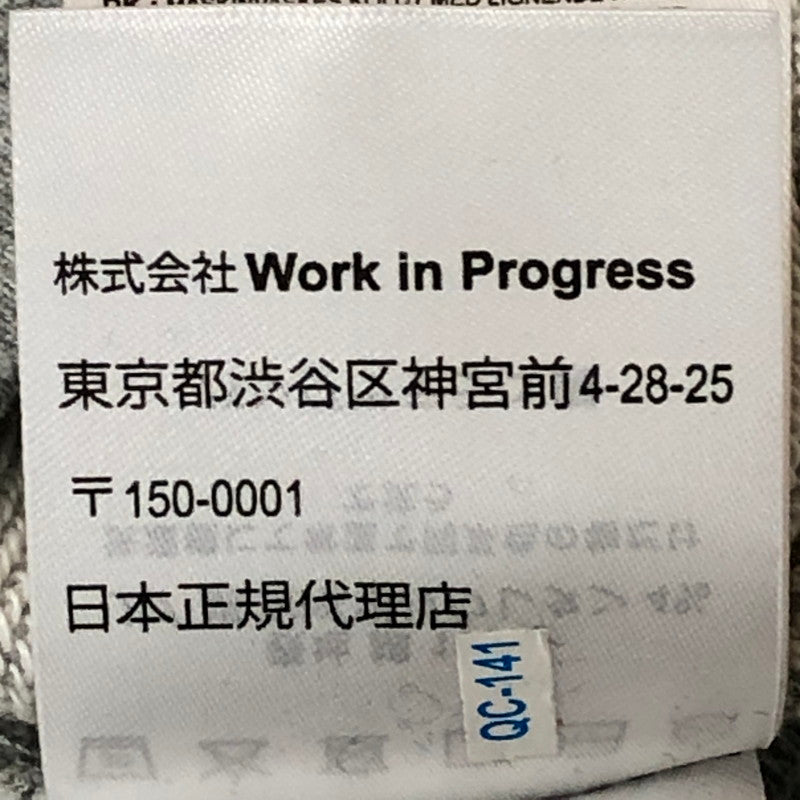 株式会社Work in Progress
東京都渋谷区神宮前4-28-25
〒150-0001
日本正規代理店
QC-141